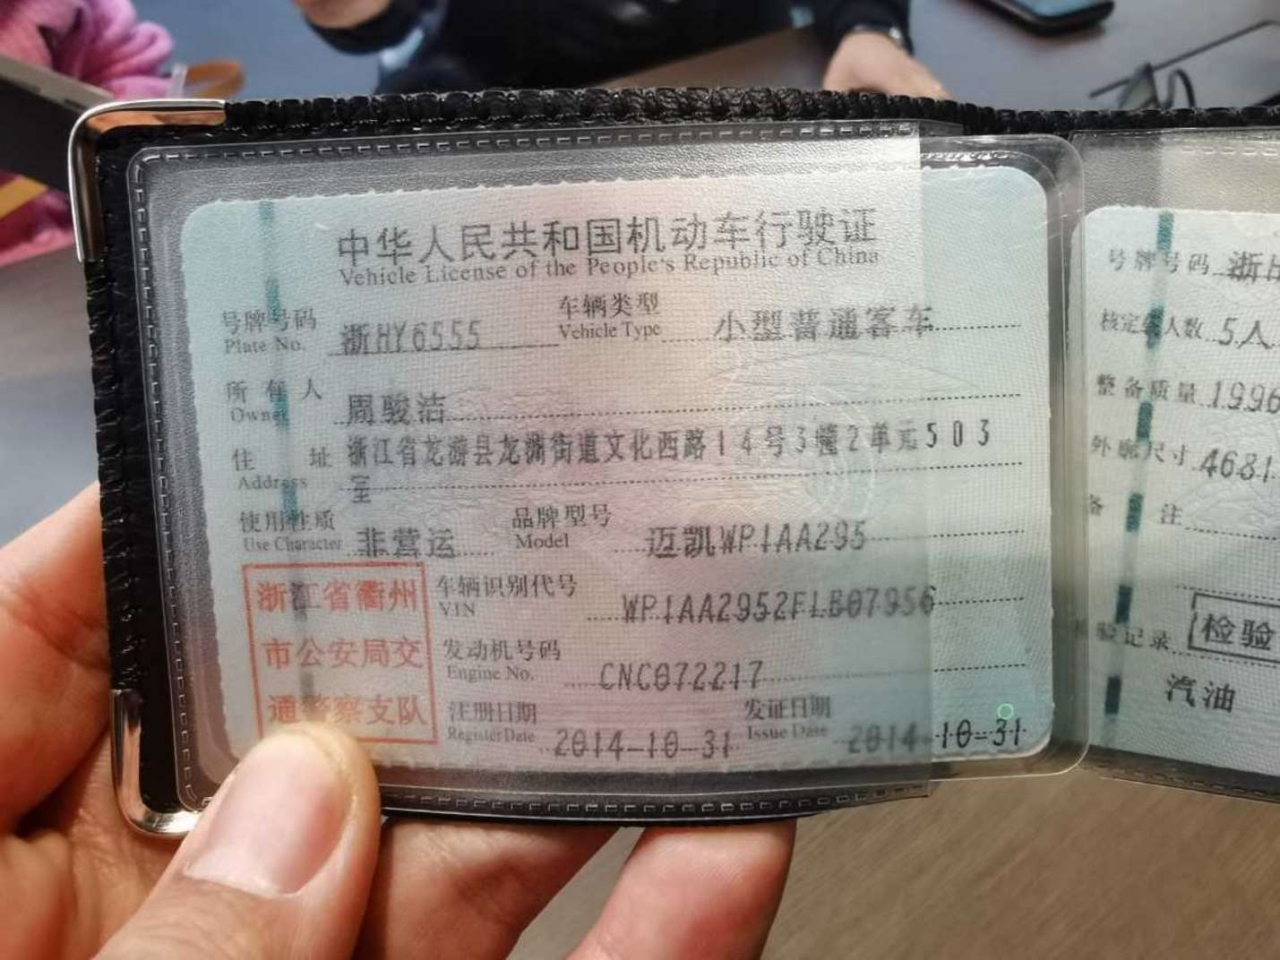 中华人民共和国机动车行驶证
Vehicle License of the People's Republic of China
号牌号码 浙HY6555 车辆类型 小型普通客车
Plate No. Vehicle Type
所有人 周骏洁
Owner
住址 浙江省龙游县龙洲街道文化西路14号3幢2单元503
Address 室
使用性质 非营运 品牌型号 迈凯WP1AA295
Use Character Model
浙江省衢州
市公安局交
通警察支队
车辆识别代号 WP1AA2952FLB07956
VIN
发动机号码 CNC072217
Engine No.
注册日期 2014-10-31 发证日期 2014-10-31
Register Date Issue Date
号牌号码 浙H
核定载人数 5人
整备质量 1996
外廓尺寸 4681
备注
检验记录 检验
汽油